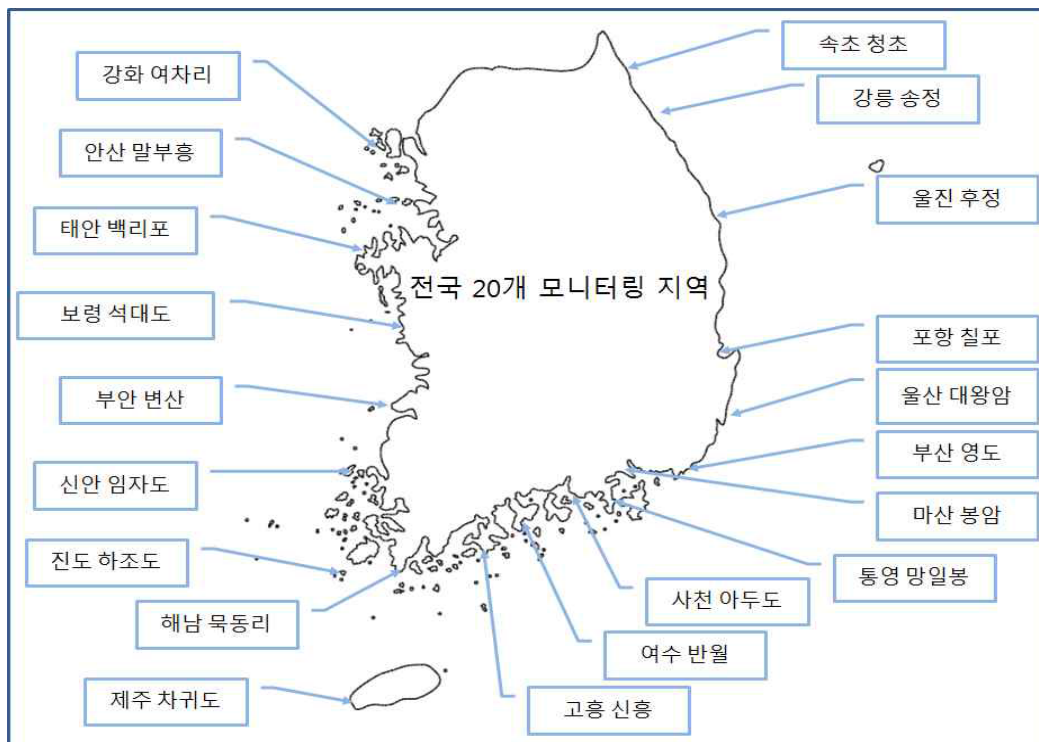 속초 청초
강화 여차리
강릉 송정
안산 말부흥
울진 후정
태안 백리포
전국 20개 모니터링 지역
보령 석대도
포항 칠포
부안 변산
울산 대왕암
부산 영도
신안 임자도
마산 봉암
진도 하조도
통영 망일봉
사천 아두도
해남 묵동리
여수 반월
제주 차귀도
고흥 신흥